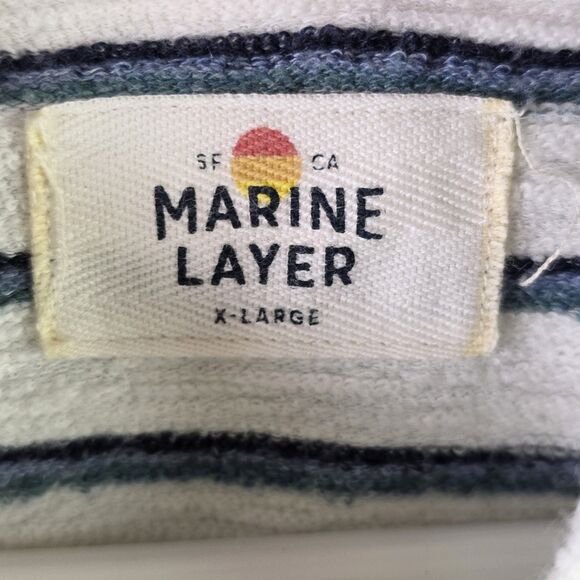 SF CA
MARINE
LAYER
X-LARGE